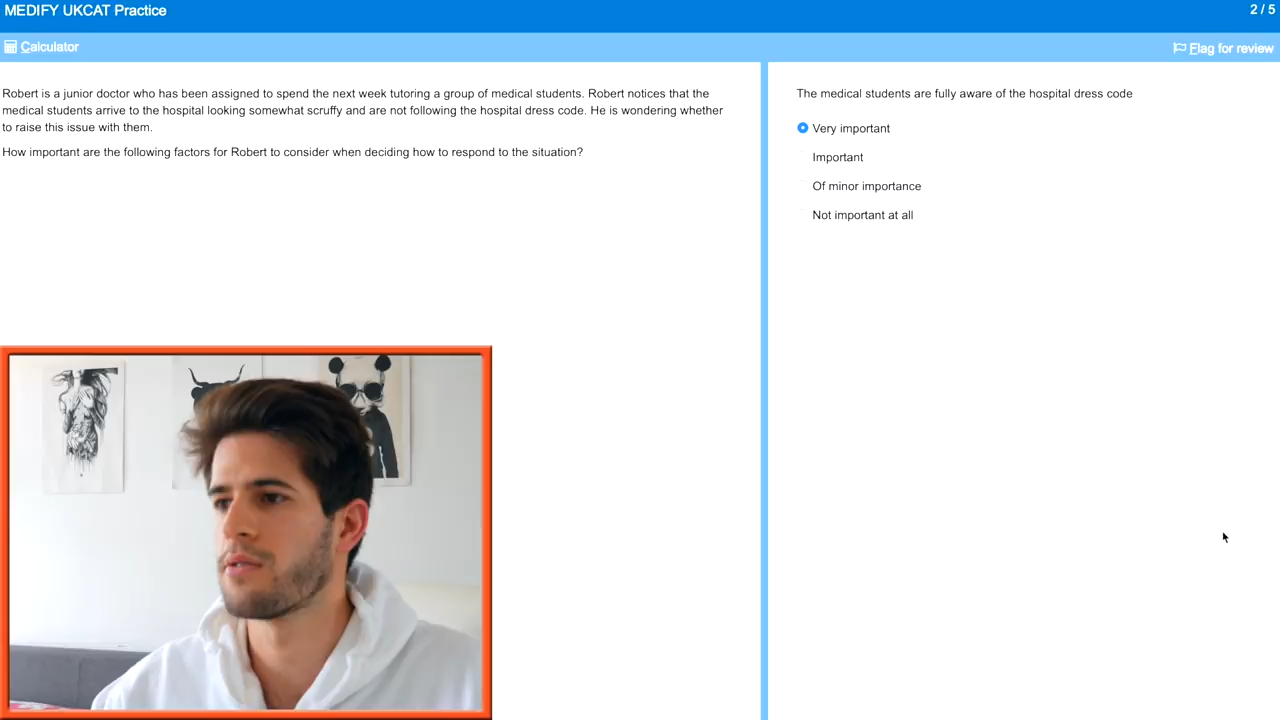 MEDIFY UKCAT Practice
2 / 5
Calculator
Flag for review
Robert is a junior doctor who has been assigned to spend the next week tutoring a group of medical students. Robert notices that the
medical students arrive to the hospital looking somewhat scruffy and are not following the hospital dress code. He is wondering whether
to raise this issue with them.
How important are the following factors for Robert to consider when deciding how to respond to the situation?
The medical students are fully aware of the hospital dress code
Very important
Important
Of minor importance
Not important at all